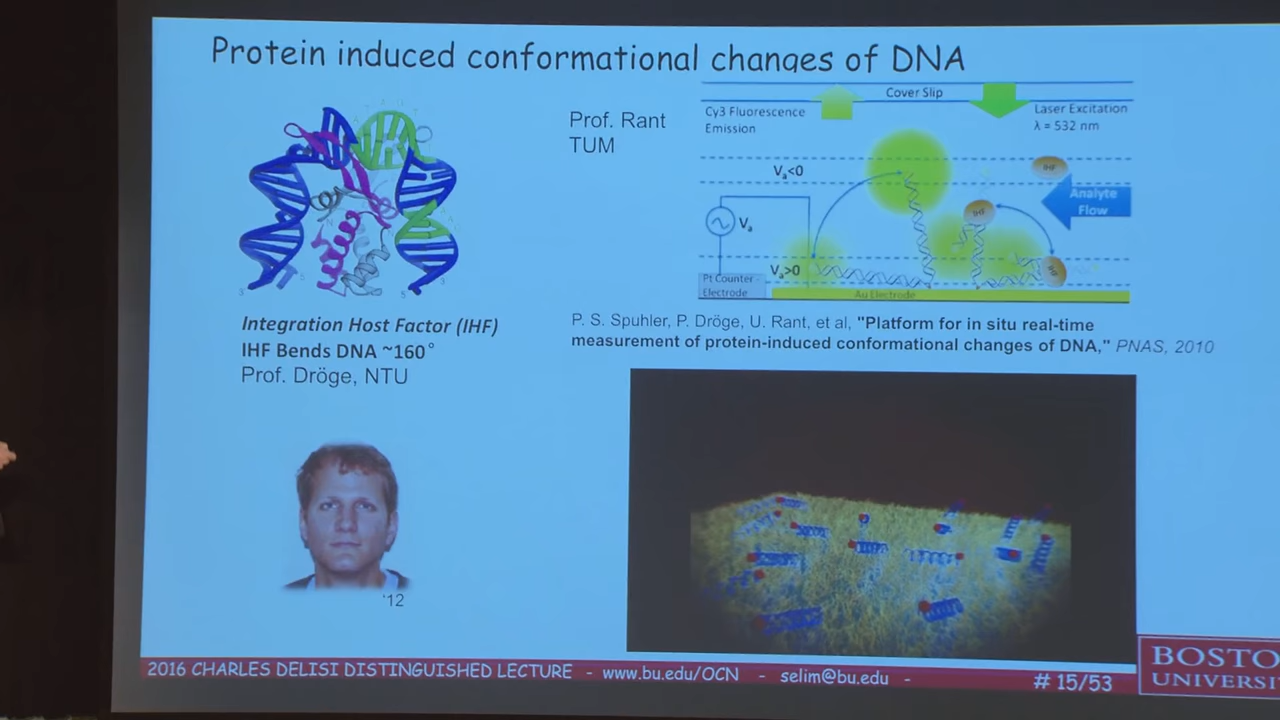 Protein induced conformational changes of DNA
Prof. Rant
TUM
Cover Slip
Cy3 Fluorescence
Emission
Laser Excitation
λ = 532 nm
Va<0
IHF
Analyte
Flow
Va
IHF
Va>0
Pt Counter -
Electrode
Au Electrode
Integration Host Factor (IHF)
IHF Bends DNA ~160°
Prof. Dröge, NTU
P. S. Spuhler, P. Dröge, U. Rant, et al, "Platform for in situ real-time
measurement of protein-induced conformational changes of DNA," PNAS, 2010
'12
2016 CHARLES DELISI DISTINGUISHED LECTURE - www.bu.edu/OCN - selim@bu.edu -
# 15/53
BOSTO
UNIVERSI